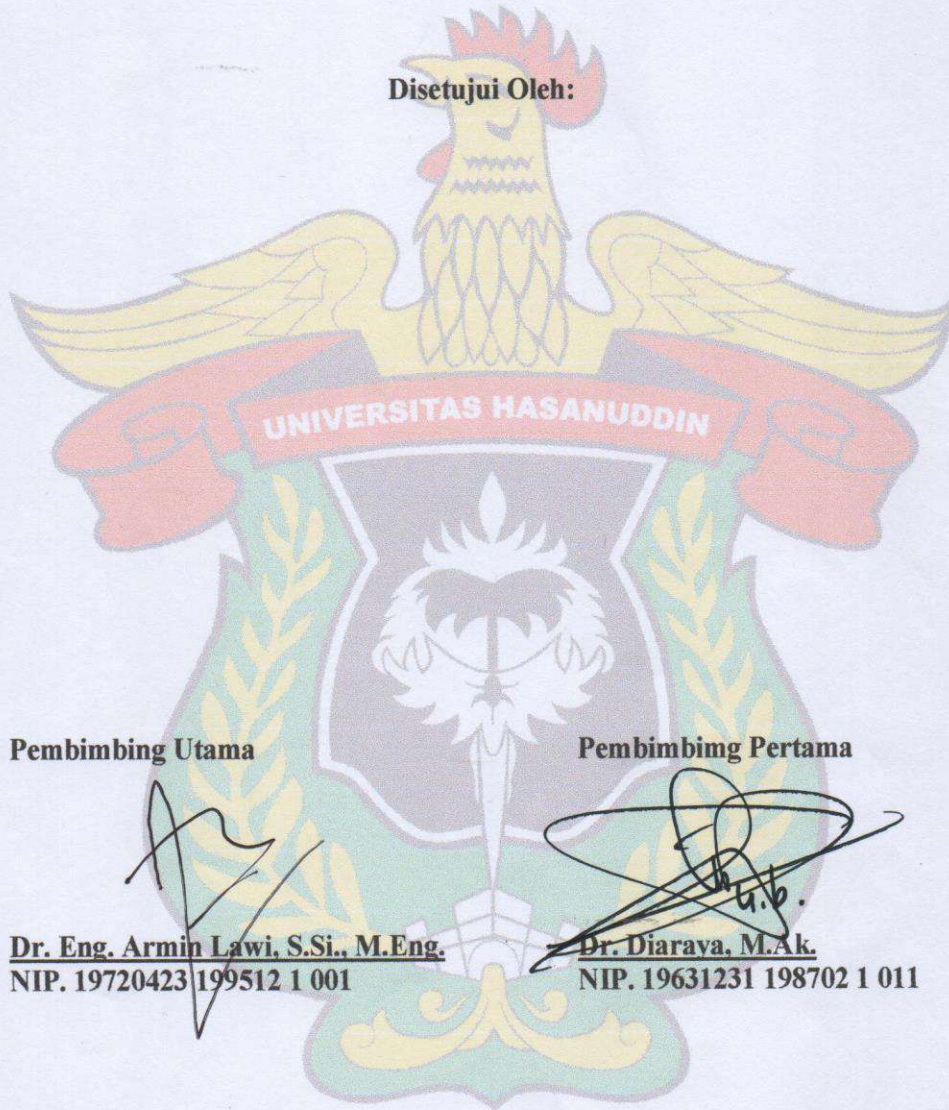 Disetujui Oleh:
UNIVERSITAS HASANUDDIN
Pembimbing Utama
Pembimbimg Pertama
u.b.
Dr. Eng. Armin Lawi, S.Si., M.Eng.
Dr. Diaraya, M.Ak.
NIP. 19720423 199512 1 001
NIP. 19631231 198702 1 011